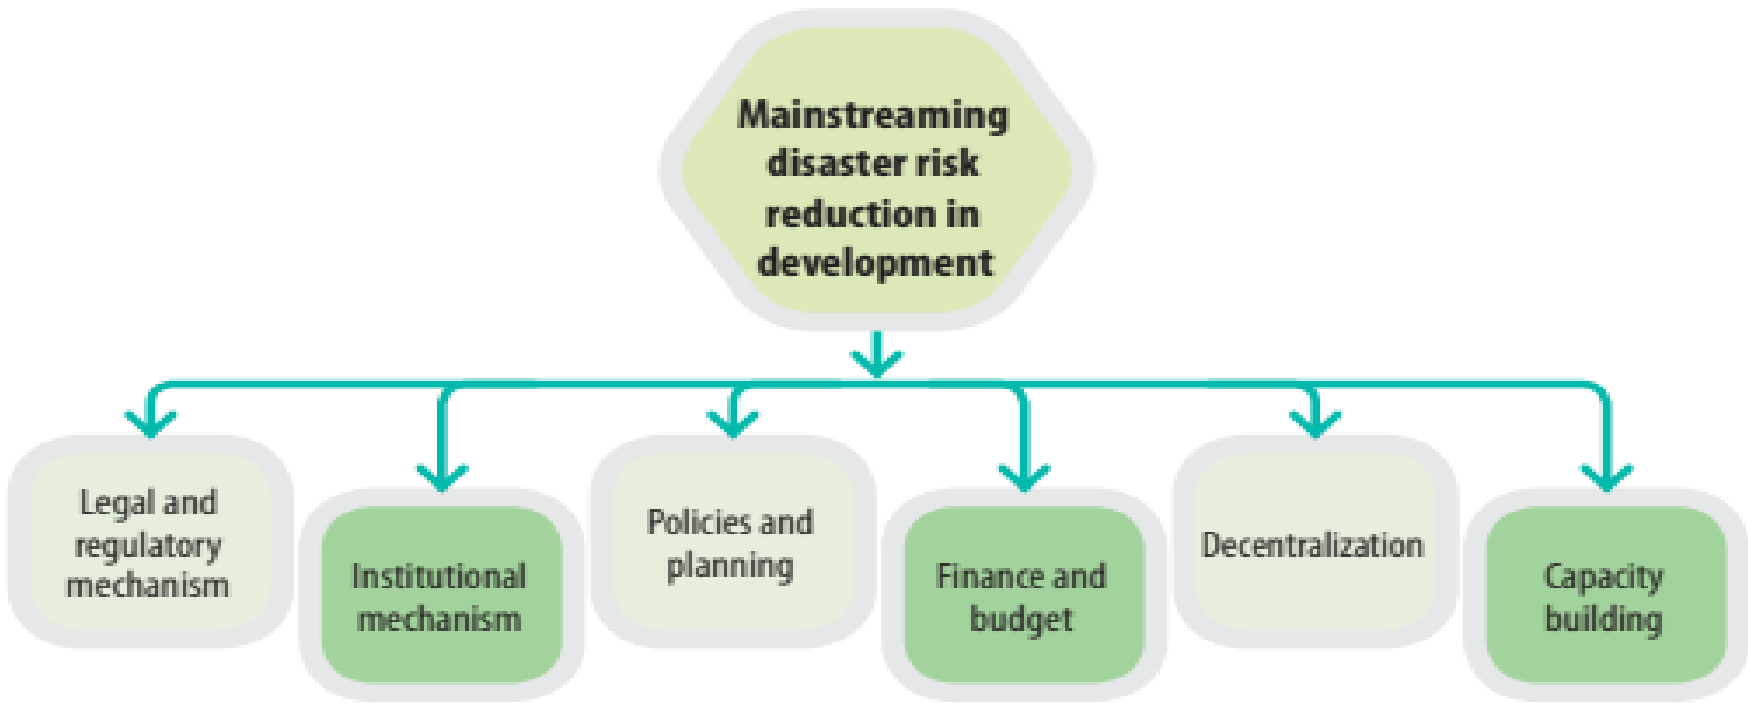 Mainstreaming
disaster risk
reduction in
development
Legal and
regulatory
mechanism
Institutional
mechanism
Policies and
planning
Finance and
budget
Decentralization
Capacity
building